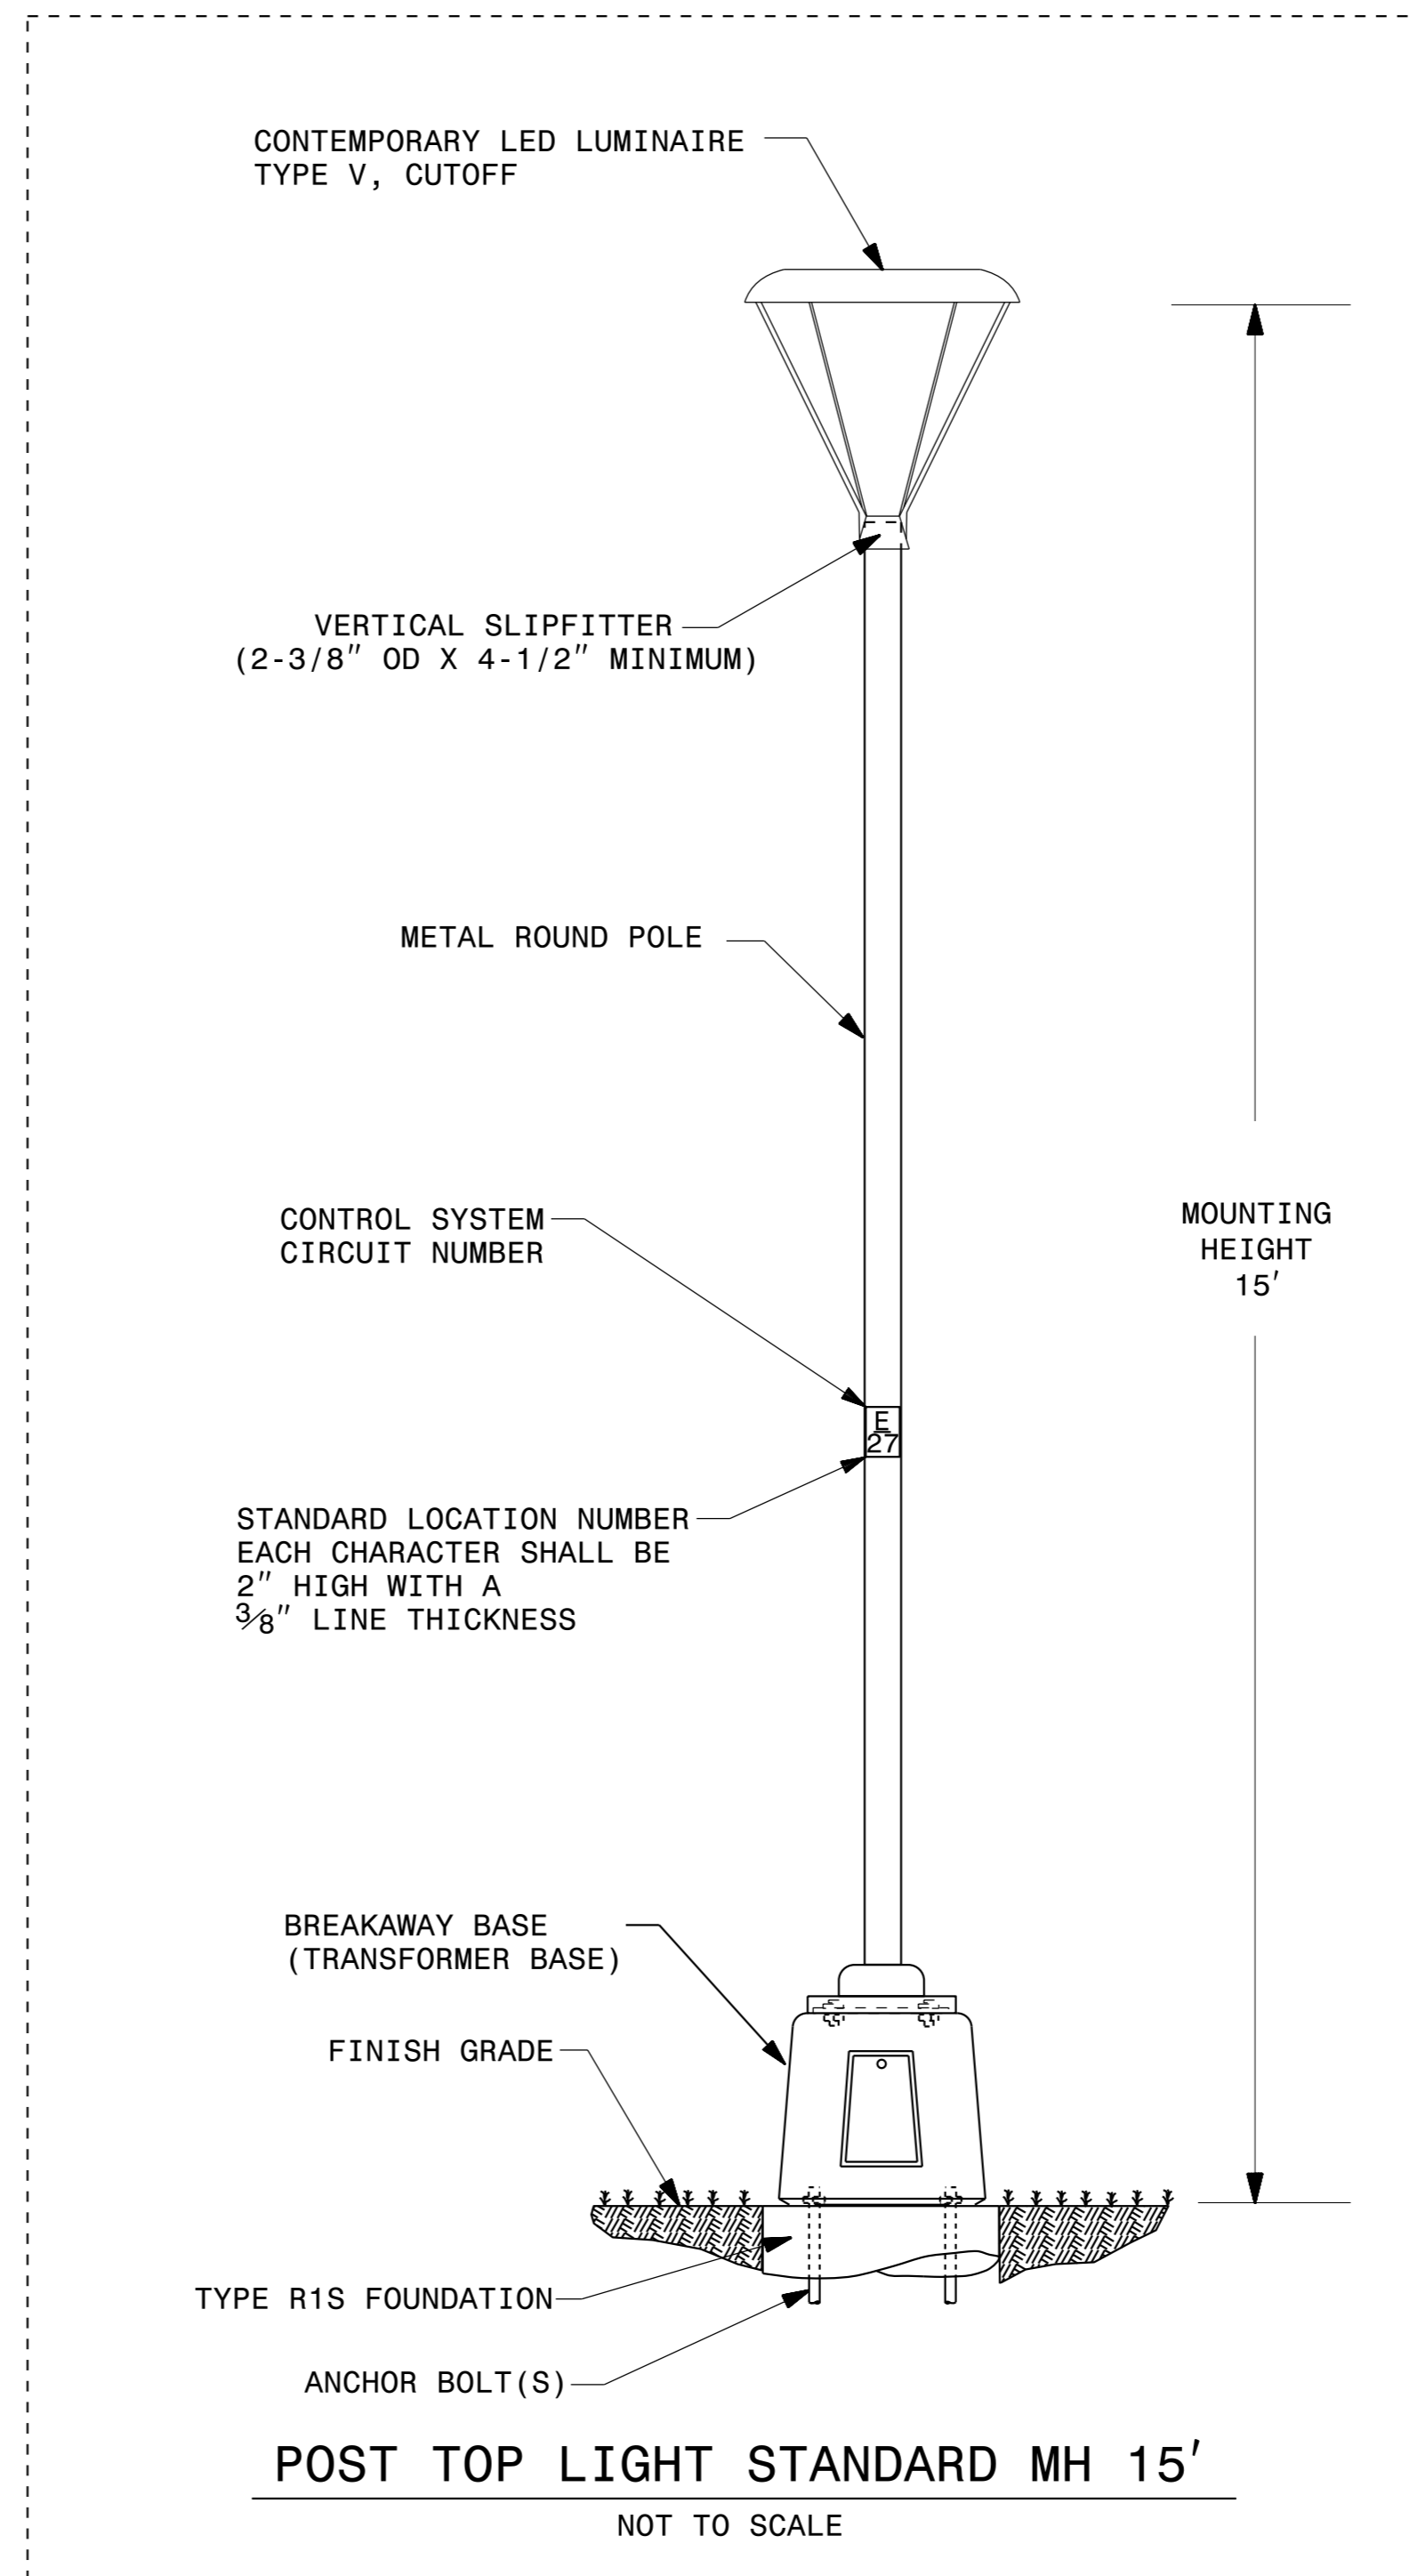 CONTEMPORARY LED LUMINAIRE
TYPE V, CUTOFF
VERTICAL SLIPFITTER
(2-3/8" OD X 4-1/2" MINIMUM)
METAL ROUND POLE
CONTROL SYSTEM
CIRCUIT NUMBER
MOUNTING
HEIGHT
15'
E
27
STANDARD LOCATION NUMBER
EACH CHARACTER SHALL BE
2" HIGH WITH A
3/8" LINE THICKNESS
BREAKAWAY BASE
(TRANSFORMER BASE)
FINISH GRADE
TYPE R1S FOUNDATION
ANCHOR BOLT(S)
POST TOP LIGHT STANDARD MH 15'
NOT TO SCALE